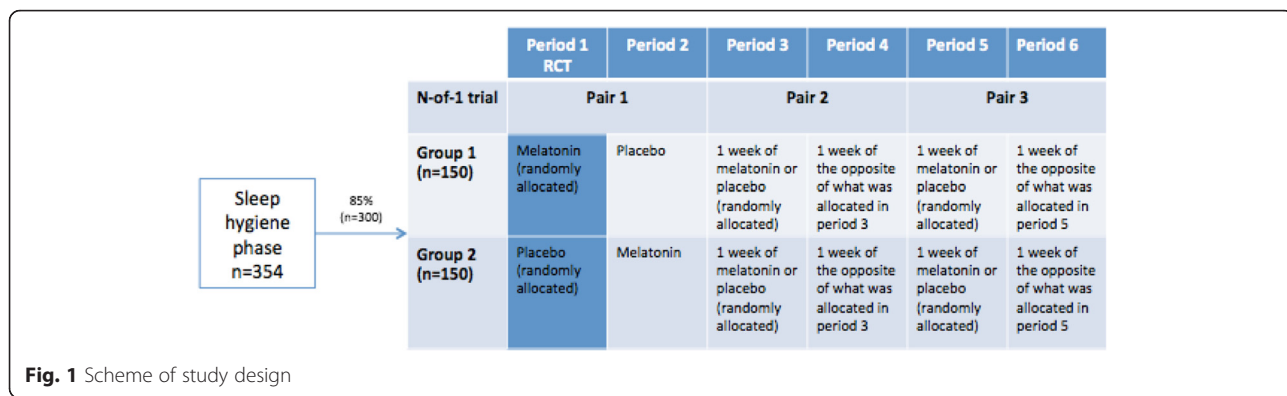 Period 1 RCT
Period 2
Period 3
Period 4
Period 5
Period 6
N-of-1 trial
Pair 1
Pair 2
Pair 3
Sleep
hygiene
phase
n=354
85%
(n=300)
Group 1
(n=150)
Melatonin
(randomly
allocated)
Placebo
1 week of
melatonin or
placebo
(randomly
allocated)
1 week of
the opposite
of what was
allocated in
period 3
1 week of
melatonin or
placebo
(randomly
allocated)
1 week of
the opposite
of what was
allocated in
period 5
Group 2
(n=150)
Placebo
(randomly
allocated)
Melatonin
1 week of
melatonin or
placebo
(randomly
allocated)
1 week of
the opposite
of what was
allocated in
period 3
1 week of
melatonin or
placebo
(randomly
allocated)
1 week of
the opposite
of what was
allocated in
period 5
Fig. 1 Scheme of study design